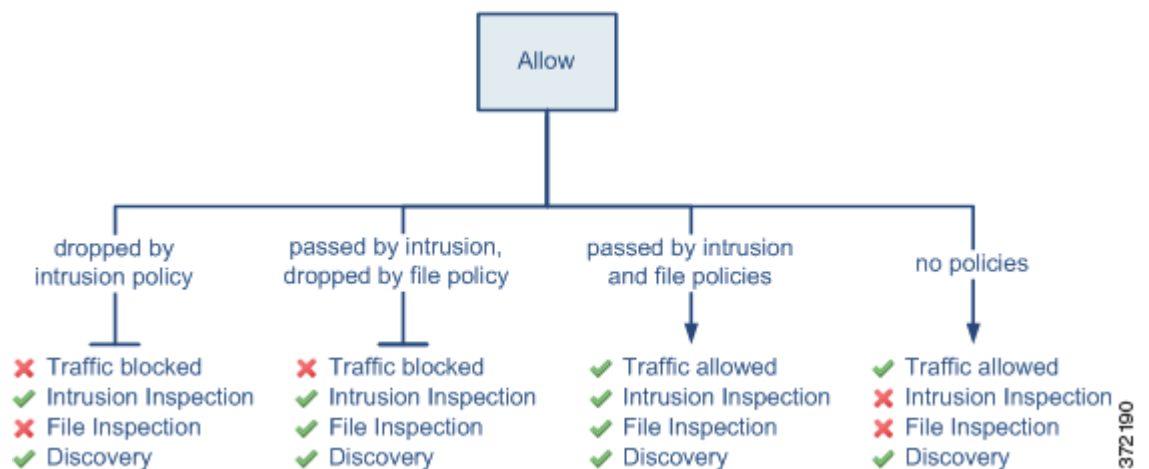 Allow
dropped by
intrusion policy
passed by intrusion,
dropped by file policy
passed by intrusion
and file policies
no policies
Traffic blocked
Intrusion Inspection
File Inspection
Discovery
Traffic blocked
Intrusion Inspection
File Inspection
Discovery
Traffic allowed
Intrusion Inspection
File Inspection
Discovery
Traffic allowed
Intrusion Inspection
File Inspection
Discovery
372190